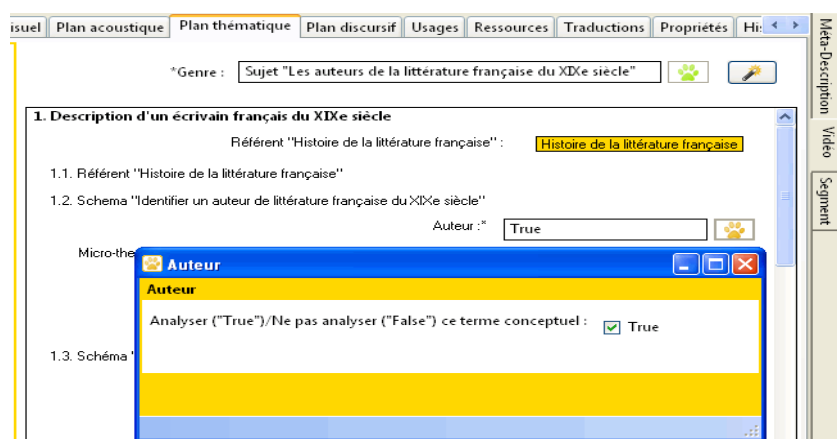 isuel Plan acoustique Plan thématique Plan discursif Usages Ressources Traductions Propriétés Hi:
*Genre : Sujet "Les auteurs de la littérature française du XIXe siècle"
1. Description d'un écrivain français du XIXe siècle
Référent "Histoire de la littérature française" : Histoire de la littérature française
1.1. Référent "Histoire de la littérature française"
1.2. Schema "Identifier un auteur de littérature française du XIXe siècle"
Auteur :* True
Micro-the
Auteur
Auteur
Analyser ("True")/Ne pas analyser ("False") ce terme conceptuel : True
1.3. Schéma "
Méta-Description
Vidéo
Segment